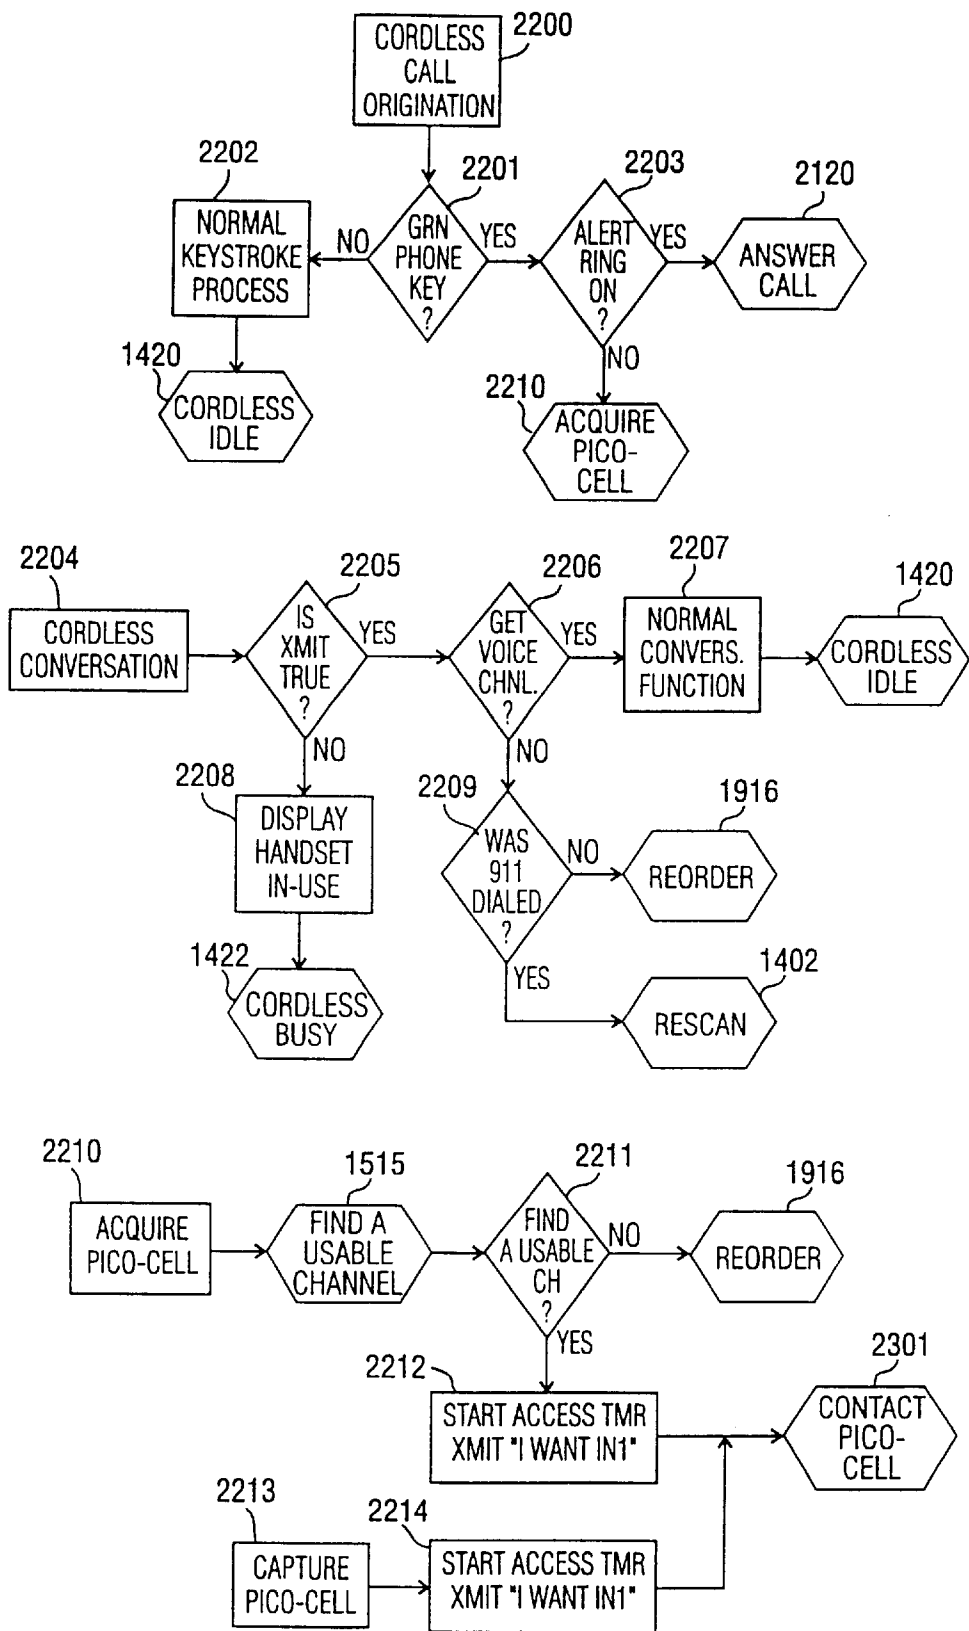 CORDLESS
CALL
ORIGINATION
2200
2202
NORMAL
KEYSTROKE
PROCESS
NO
2201
GRN
PHONE
KEY
?
YES
2203
ALERT
RING
ON
?
YES
2120
ANSWER
CALL
1420
CORDLESS
IDLE
NO
2210
ACQUIRE
PICO-
CELL
2204
CORDLESS
CONVERSATION
2205
IS
XMIT
TRUE
?
YES
2206
GET
VOICE
CHNL.
?
YES
2207
NORMAL
CONVERS.
FUNCTION
1420
CORDLESS
IDLE
NO
2208
DISPLAY
HANDSET
IN-USE
1422
CORDLESS
BUSY
NO
2209
WAS
911
DIALED
?
NO
1916
REORDER
YES
1402
RESCAN
2210
ACQUIRE
PICO-CELL
1515
FIND A
USABLE
CHANNEL
2211
FIND
A USABLE
CH
?
NO
1916
REORDER
YES
2212
START ACCESS TMR
XMIT "I WANT IN1"
2301
CONTACT
PICO-
CELL
2213
CAPTURE
PICO-CELL
2214
START ACCESS TMR
XMIT "I WANT IN1"